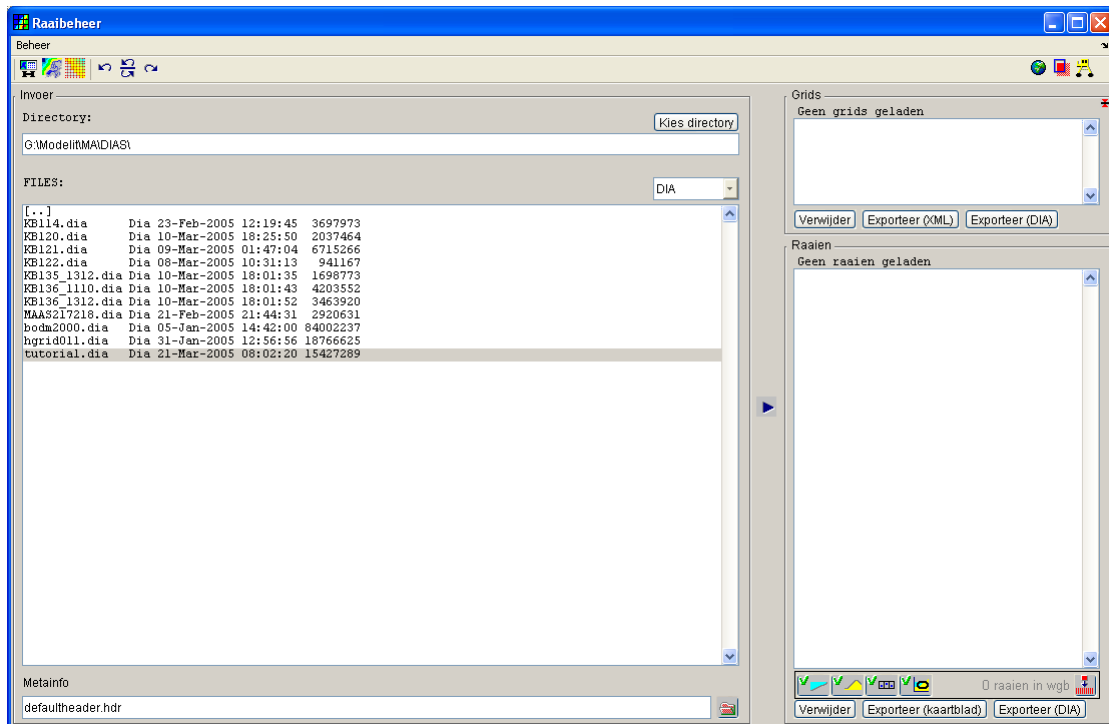 Raaibeheer
Beheer
Invoer
Directory:
Kies directory
G:\Modelit\MA\DIAS\
FILES:
DIA
[..]
KB114.dia Dia 23-Feb-2005 12:19:45 3697973
KB120.dia Dia 10-Mar-2005 18:25:50 2037464
KB121.dia Dia 09-Mar-2005 01:47:04 6715266
KB122.dia Dia 08-Mar-2005 10:31:13 941167
KB135_1312.dia Dia 10-Mar-2005 18:01:35 1698773
KB136_1110.dia Dia 10-Mar-2005 18:01:43 4203552
KB136_1312.dia Dia 10-Mar-2005 18:01:52 3463920
MAAS217218.dia Dia 21-Feb-2005 21:44:31 2920631
bodm2000.dia Dia 05-Jan-2005 14:42:00 84002237
hgrid011.dia Dia 31-Jan-2005 12:56:56 18766625
tutorial.dia Dia 21-Mar-2005 08:02:20 15427289
Metainfo
defaultheader.hdr
Grids
Geen grids geladen
Verwijder Exporteer (XML) Exporteer (DIA)
Raaien
Geen raaien geladen
0 raaien in wgb
Verwijder Exporteer (kaartblad) Exporteer (DIA)